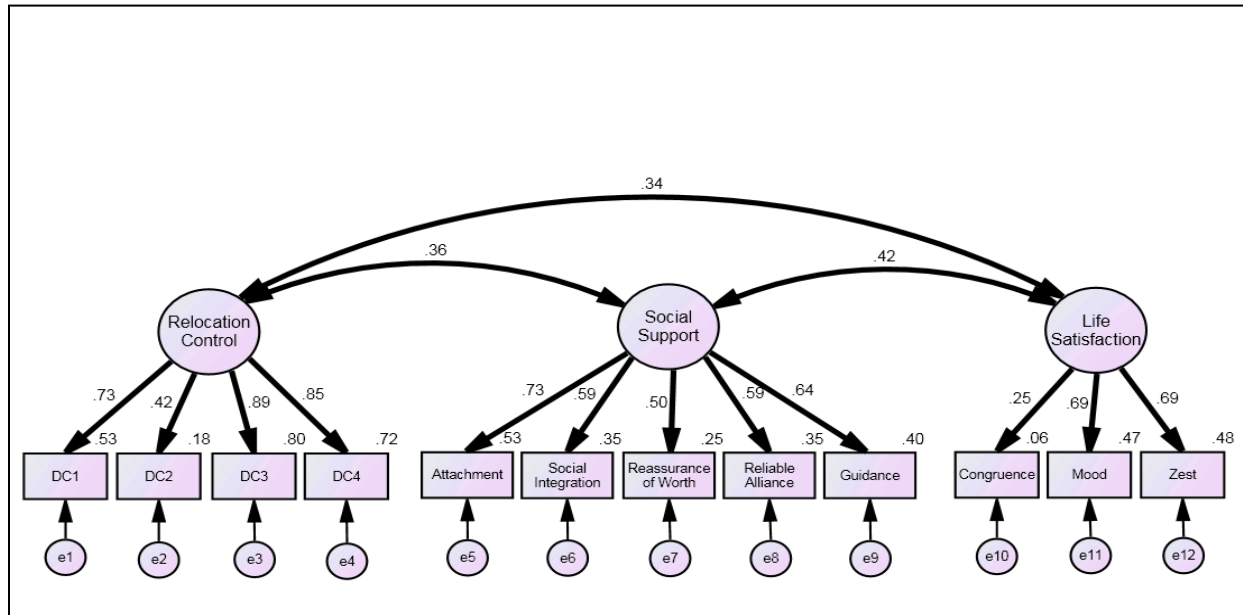 .34
.36
.42
Relocation
Control
Social
Support
Life
Satisfaction
.73
.42
.89
.85
.73
.59
.50
.59
.64
.25
.69
.69
.53
.18
.80
.72
.53
.35
.25
.35
.40
.06
.47
.48
DC1
DC2
DC3
DC4
Attachment
Social
Integration
Reassurance
of Worth
Reliable
Alliance
Guidance
Congruence
Mood
Zest
e1
e2
e3
e4
e5
e6
e7
e8
e9
e10
e11
e12